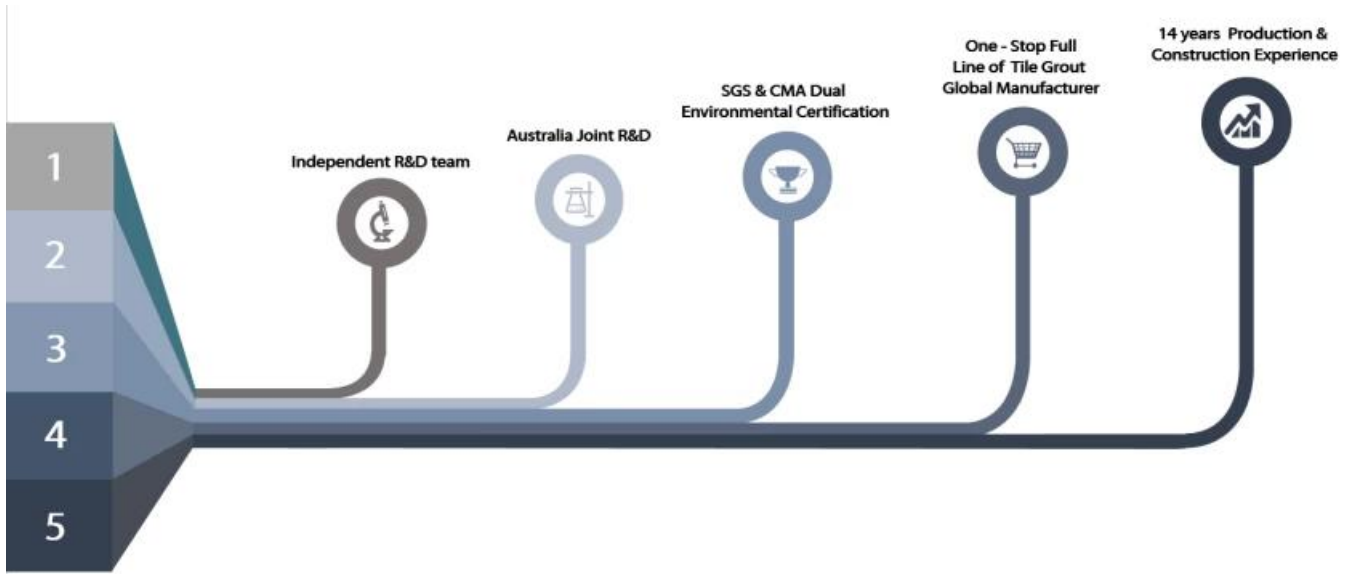 1
2
3
4
5
Independent R&D team
Australia Joint R&D
SGS & CMA Dual
Environmental Certification
One - Stop Full
Line of Tile Grout
Global Manufacturer
14 years Production &
Construction Experience